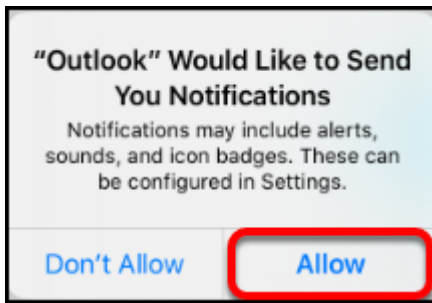 “Outlook” Would Like to Send
You Notifications
Notifications may include alerts,
sounds, and icon badges. These can
be configured in Settings.
Don’t Allow
Allow